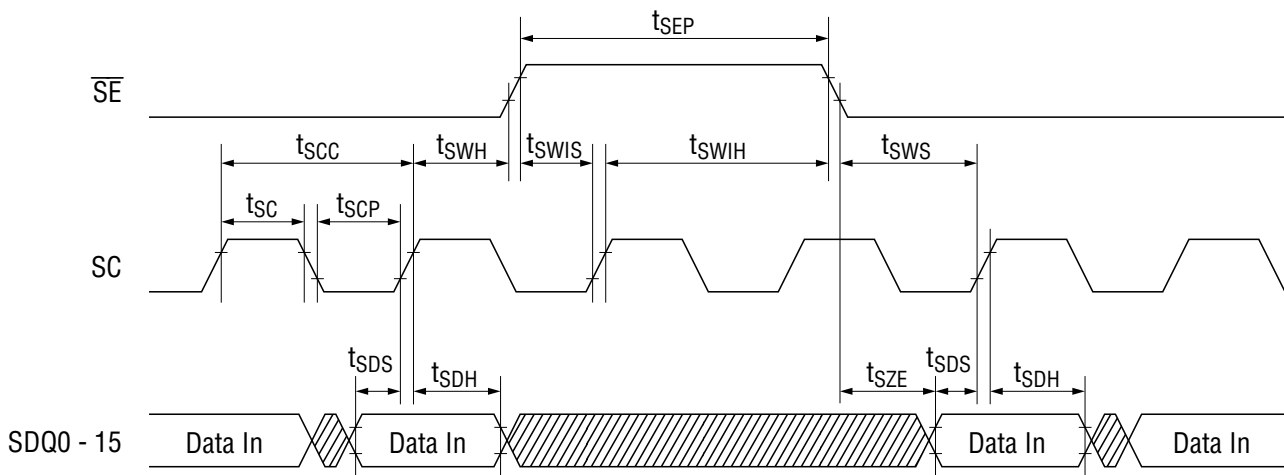 tSEP
SE
tSCC tSWH tSWIS tSWIH tSWS
tSC tSCP
SC
tSDS tSDH tSZE tSDS tSDH
SDQ0 - 15 Data In Data In Data In Data In